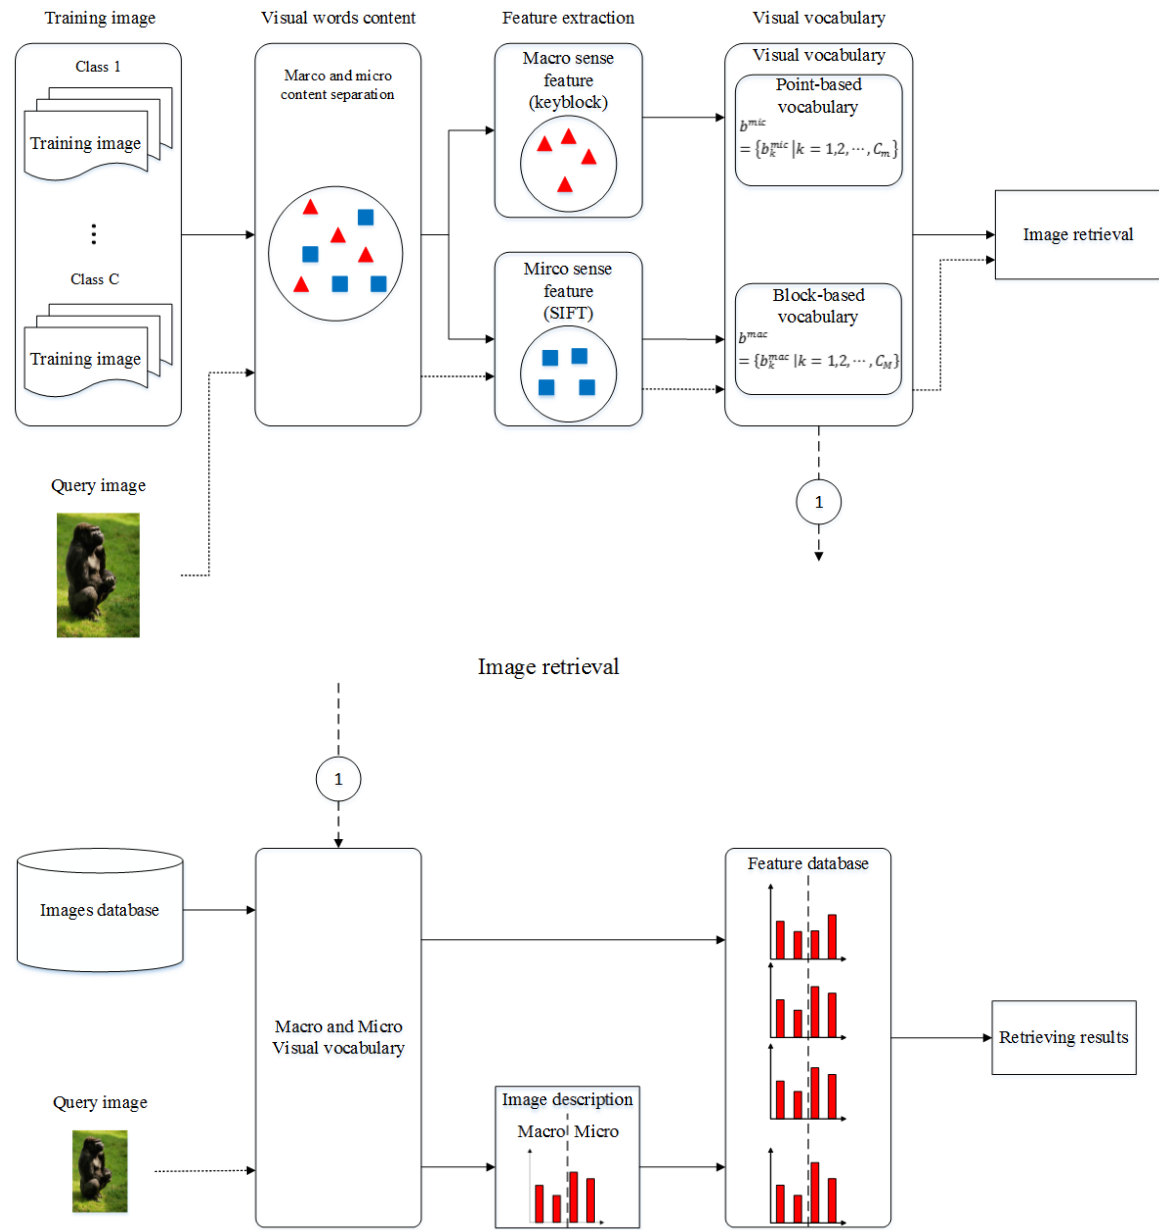 Training image
Visual words content
Feature extraction
Visual vocabulary
Class 1
Training image
⋮
Class C
Training image
Marco and micro
content separation
Macro sense
feature
(keyblock)
Mirco sense
feature
(SIFT)
Visual vocabulary
Point-based
vocabulary
b^{mic}
= {b_k^{mic} |k = 1,2, ⋯, C_m}
Block-based
vocabulary
b^{mac}
= {b_k^{mac} |k = 1,2, ⋯, C_M}
Image retrieval
Query image
1
Image retrieval
1
Images database
Macro and Micro
Visual vocabulary
Query image
Image description
Macro Micro
Feature database
Retrieving results